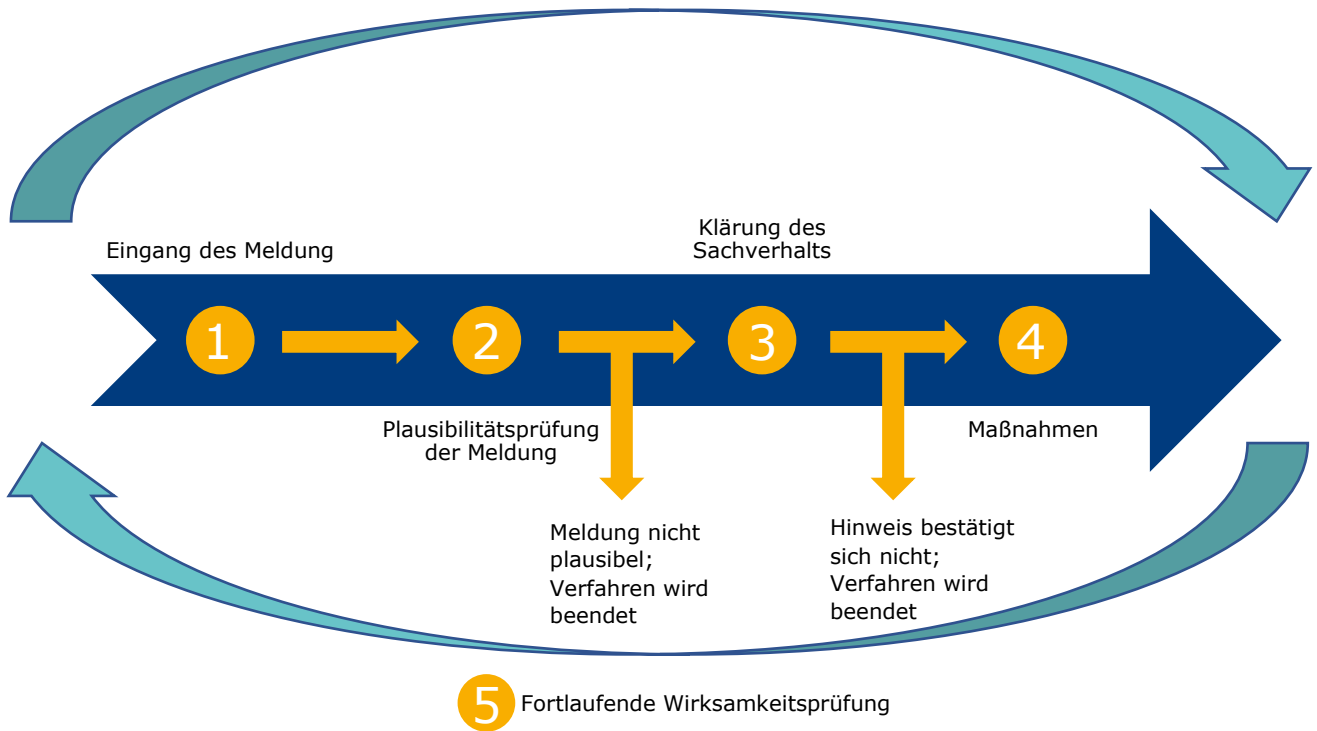 Eingang des Meldung
Klärung des
Sachverhalts
1
2
3
4
Plausibilitätsprüfung
der Meldung
Maßnahmen
Meldung nicht
plausibel;
Verfahren wird
beendet
Hinweis bestätigt
sich nicht;
Verfahren wird
beendet
5 Fortlaufende Wirksamkeitsprüfung